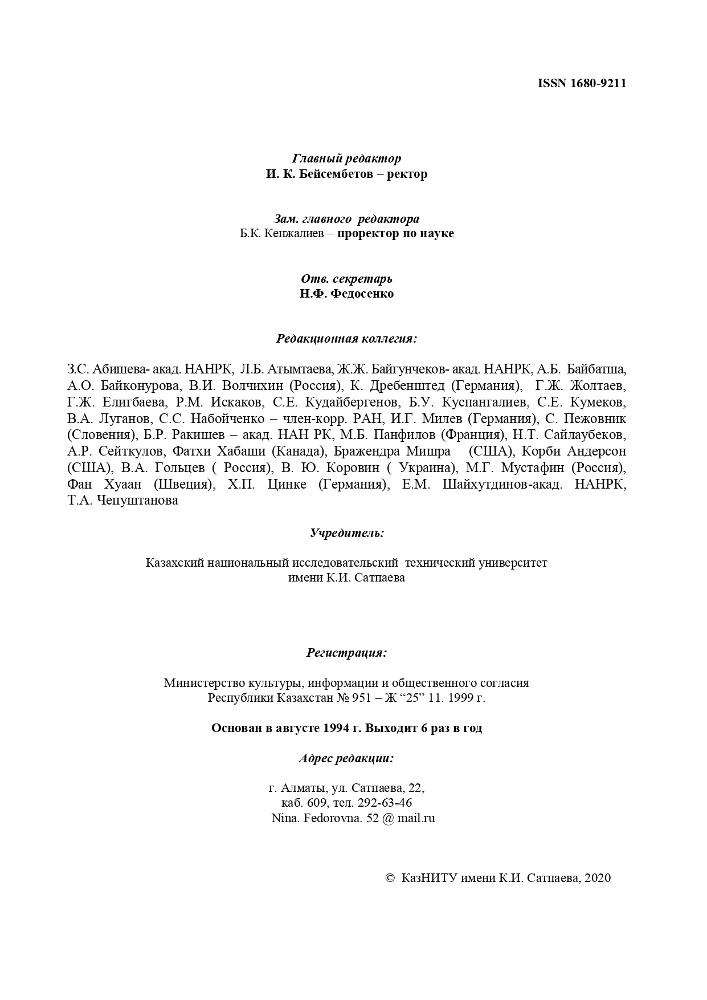 ISSN 1680-9211
Главный редактор
И. К. Бейсембетов – ректор
Зам. главного редактора
Б.К. Кенжалиев – проректор по науке
Отв. секретарь
Н.Ф. Федосенко
Редакционная коллегия:
З.С. Абишева- акад. НАНРК, Л.Б. Атымтаева, Ж.Ж. Байгунчеков- акад. НАНРК, А.Б. Байбатша,
А.О. Байконурова, В.И. Волчихин (Россия), К. Дребенштед (Германия), Г.Ж. Жолтаев,
Г.Ж. Елигбаева, Р.М. Искаков, С.Е. Кудайбергенов, Б.У. Куспангалиев, С.Е. Кумеков,
В.А. Луганов, С.С. Набойченко – член-корр. РАН, И.Г. Милев (Германия), С. Пежовник
(Словения), Б.Р. Ракишев – акад. НАН РК, М.Б. Панфилов (Франция), Н.Т. Сайлаубеков,
А.Р. Сейткулов, Фатхи Хабаши (Канада), Бражендра Мишра (США), Корби Андерсон
(США), В.А. Гольцев ( Россия), В. Ю. Коровин ( Украина), М.Г. Мустафин (Россия),
Фан Хуаан (Швеция), Х.П. Цинке (Германия), Е.М. Шайхутдинов-акад. НАНРК,
Т.А. Чепуштанова
Учредитель:
Казахский национальный исследовательский технический университет
имени К.И. Сатпаева
Регистрация:
Министерство культуры, информации и общественного согласия
Республики Казахстан № 951 – Ж “25” 11. 1999 г.
Основан в августе 1994 г. Выходит 6 раз в год
Адрес редакции:
г. Алматы, ул. Сатпаева, 22,
каб. 609, тел. 292-63-46
Nina. Fedorovna. 52 @ mail.ru
© КазНИТУ имени К.И. Сатпаева, 2020